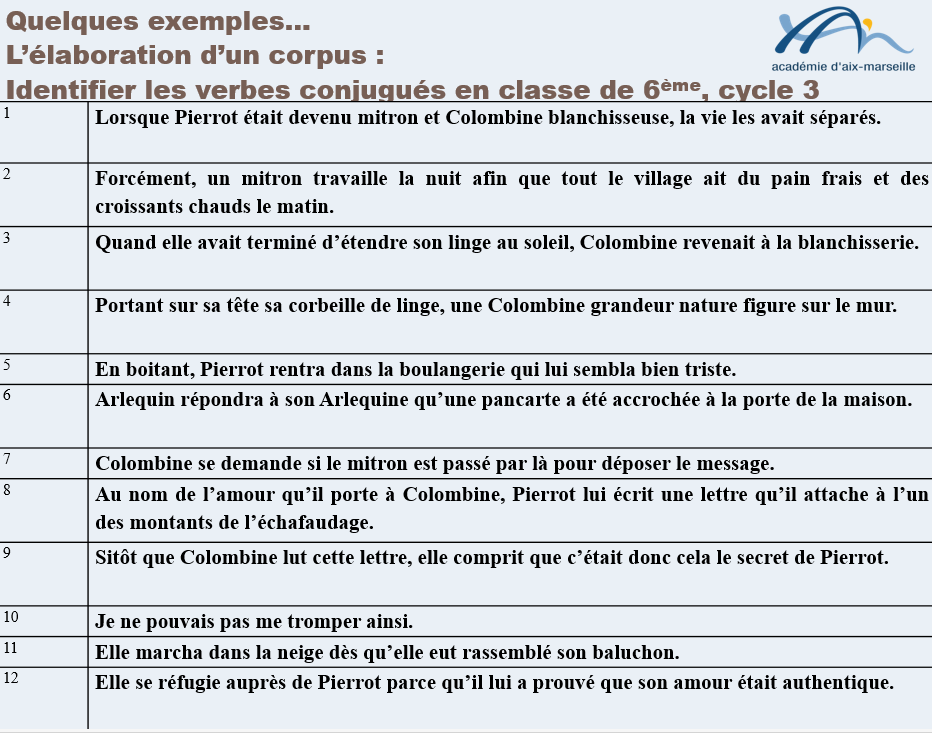 Quelques exemples...
L'élaboration d'un corpus :
Identifier les verbes conjugués en classe de 6ème, cycle 3
académie d'aix-marseille
1
Lorsque Pierrot était devenu mitron et Colombine blanchisseuse, la vie les avait séparés.
2
Forcément, un mitron travaille la nuit afin que tout le village ait du pain frais et des
croissants chauds le matin.
3
Quand elle avait terminé d'étendre son linge au soleil, Colombine revenait à la blanchisserie.
4
Portant sur sa tête sa corbeille de linge, une Colombine grandeur nature figure sur le mur.
5
En boitant, Pierrot rentra dans la boulangerie qui lui sembla bien triste.
6
Arlequin répondra à son Arlequine qu'une pancarte a été accrochée à la porte de la maison.
7
Colombine se demande si le mitron est passé par là pour déposer le message.
8
Au nom de l'amour qu'il porte à Colombine, Pierrot lui écrit une lettre qu'il attache à l'un
des montants de l'échafaudage.
9
Sitôt que Colombine lut cette lettre, elle comprit que c'était donc cela le secret de Pierrot.
10
Je ne pouvais pas me tromper ainsi.
11
Elle marcha dans la neige dès qu'elle eut rassemblé son baluchon.
12
Elle se réfugie auprès de Pierrot parce qu'il lui a prouvé que son amour était authentique.